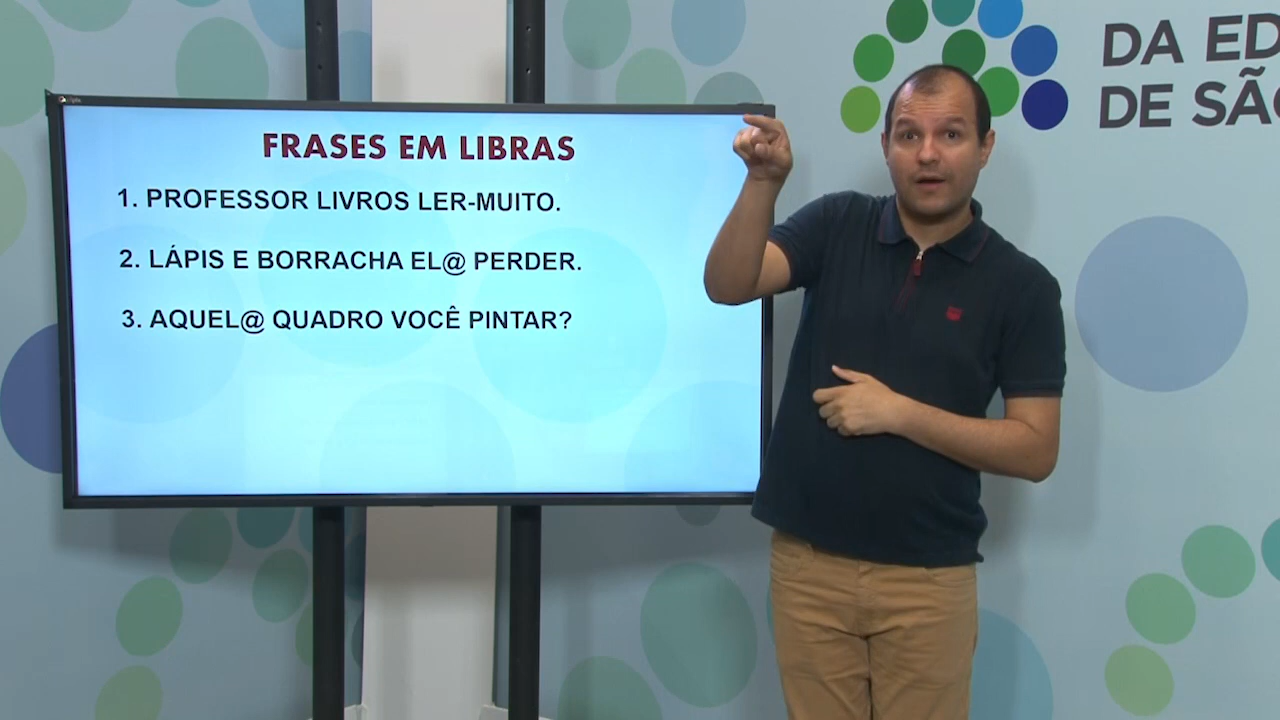 FRASES EM LIBRAS
1. PROFESSOR LIVROS LER-MUITO.
2. LÁPIS E BORRACHA EL@ PERDER.
3. AQUEL@ QUADRO VOCÊ PINTAR?
DA ED
DE SÃO